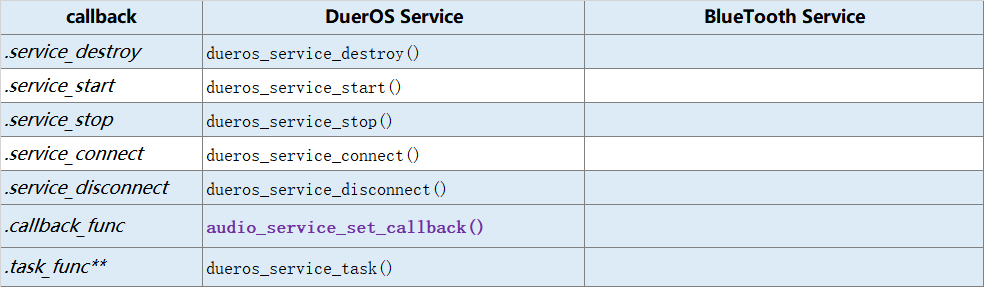 callback DuerOS Service BlueTooth Service
.service_destroy dueros_service_destroy()
.service_start dueros_service_start()
.service_stop dueros_service_stop()
.service_connect dueros_service_connect()
.service_disconnect dueros_service_disconnect()
.callback_func audio_service_set_callback()
.task_func** dueros_service_task()